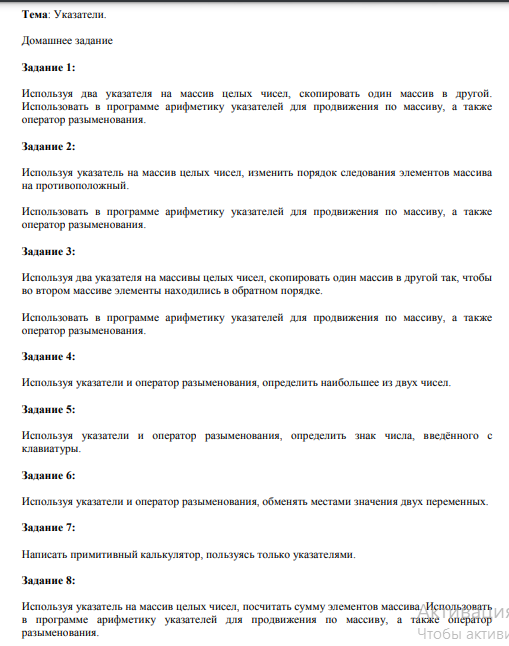 Тема: Указатели.
Домашнее задание
Задание 1:
Используя два указателя на массив целых чисел, скопировать один массив в другой.
Использовать в программе арифметику указателей для продвижения по массиву, а также
оператор разыменования.
Задание 2:
Используя указатель на массив целых чисел, изменить порядок следования элементов массива
на противоположный.
Использовать в программе арифметику указателей для продвижения по массиву, а также
оператор разыменования.
Задание 3:
Используя два указателя на массивы целых чисел, скопировать один массив в другой так, чтобы
во втором массиве элементы находились в обратном порядке.
Использовать в программе арифметику указателей для продвижения по массиву, а также
оператор разыменования.
Задание 4:
Используя указатели и оператор разыменования, определить наибольшее из двух чисел.
Задание 5:
Используя указатели и оператор разыменования, определить знак числа, введённого с
клавиатуры.
Задание 6:
Используя указатели и оператор разыменования, обменять местами значения двух переменных.
Задание 7:
Написать примитивный калькулятор, пользуясь только указателями.
Задание 8:
Используя указатель на массив целых чисел, посчитать сумму элементов массива. Использовать
в программе арифметику указателей для продвижения по массиву, а также оператор
разыменования.
Активация
Чтобы активи